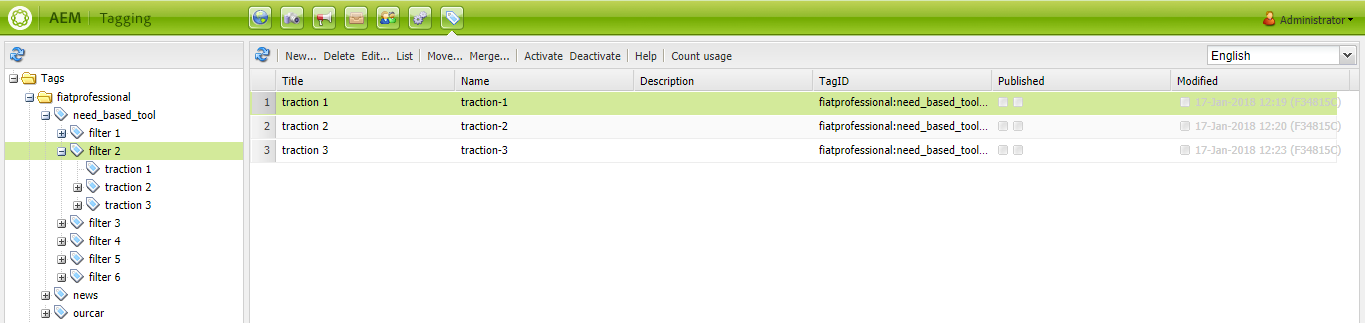 AEM Tagging Administrator
New... Delete Edit... List Move... Merge... Activate Deactivate Help Count usage English
Tags
fiatprofessional
need_based_tool
filter 1
filter 2
traction 1
traction 2
traction 3
filter 3
filter 4
filter 5
filter 6
news
ourcar
Title Name Description TagID Published Modified
1 traction 1 traction-1 fiatprofessional:need_based_tool... 17-Jan-2018 12:19 (F34815C)
2 traction 2 traction-2 fiatprofessional:need_based_tool... 17-Jan-2018 12:20 (F34815C)
3 traction 3 traction-3 fiatprofessional:need_based_tool... 17-Jan-2018 12:23 (F34815C)